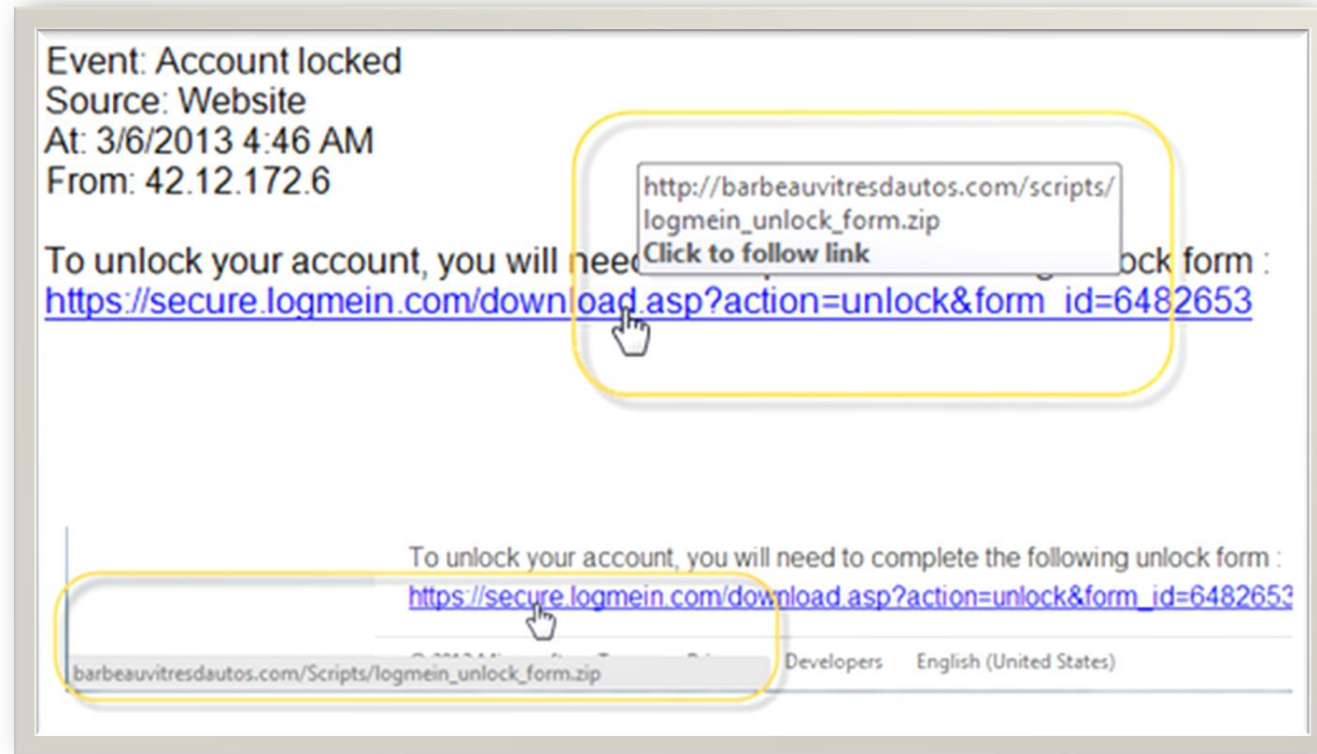 Event: Account locked
Source: Website
At: 3/6/2013 4:46 AM
From: 42.12.172.6
http://barbeauvitresdautos.com/scripts/
logmein_unlock_form.zip
Click to follow link
To unlock your account, you will need ock form :
https://secure.logmein.com/download.asp?action=unlock&form_id=6482653
To unlock your account, you will need to complete the following unlock form :
https://secure.logmein.com/download.asp?action=unlock&form_id=6482653
Developers English (United States)
barbeauvitresdautos.com/Scripts/logmein_unlock_form.zip